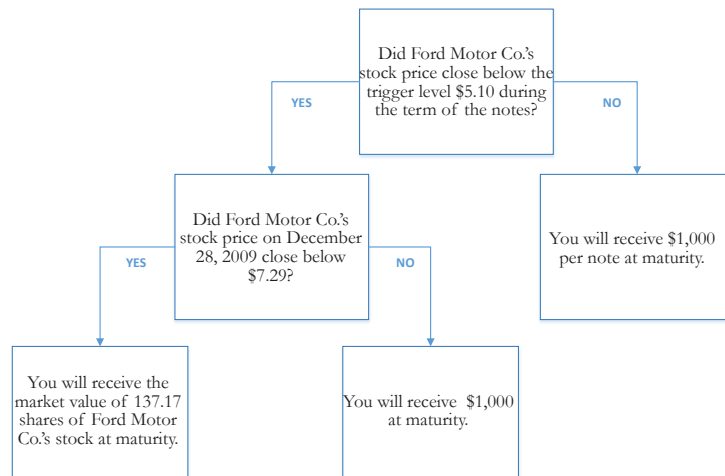 Did Ford Motor Co.'s
stock price close below the
trigger level $5.10 during
the term of the notes?
YES
NO
Did Ford Motor Co.'s
stock price on December
28, 2009 close below
$7.29?
You will receive $1,000
per note at maturity.
YES
NO
You will receive the
market value of 137.17
shares of Ford Motor
Co.'s stock at maturity.
You will receive $1,000
at maturity.